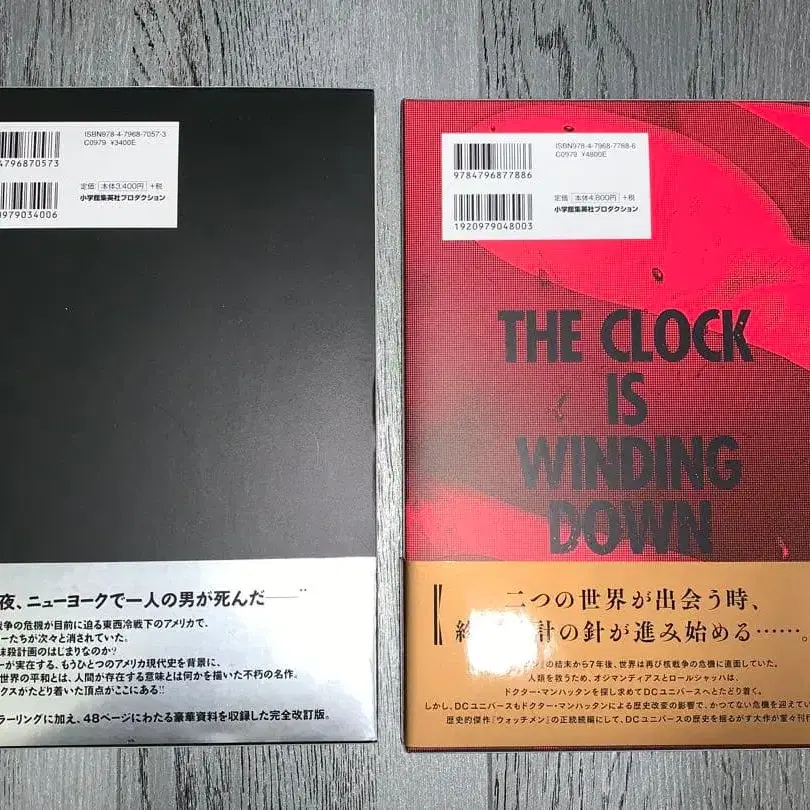 ISBN978-4-7968-7057-3
C0979 ¥3400E
4796870573
定価 本体3,400円 +税
979034006
小学館集英社プロダクション
夜、ニューヨークで一人の男が死んだ――
戦争の危機が目前に迫る東西冷戦下のアメリカで、
ーたちが次々と消されていた。
抹殺計画のはじまりなのか?
ーが実在する、もうひとつのアメリカ現代史を背景に、
世界の平和とは、人間が存在する意味とは何かを描いた不朽の名作。
クスがたどり着いた頂点がここにある!!
ラーリングに加え、48ページにわたる豪華資料を収録した完全改訂版。
ISBN978-4-7968-7788-6
C0979 ¥4800E
9784796877886
定価 本体4,800円 +税
1920979048003
小学館集英社プロダクション
THE CLOCK
IS
WINDING
DOWN
二つの世界が出会う時、
終 計の針が進み始める……。
の結末から7年後、世界は再び核戦争の危機に直面していた。
人類を救うため、オジマンディアスとロールシャッハは、
ドクター・マンハッタンを探し求めてDCユニバースへとたどり着く。
しかし、DCユニバースもドクター・マンハッタンによる歴史改変の影響で、かつてない危機を迎えてい
歴史的傑作『ウォッチメン』の正統続編にして、DCユニバースの歴史を揺るがす大作が堂々刊行